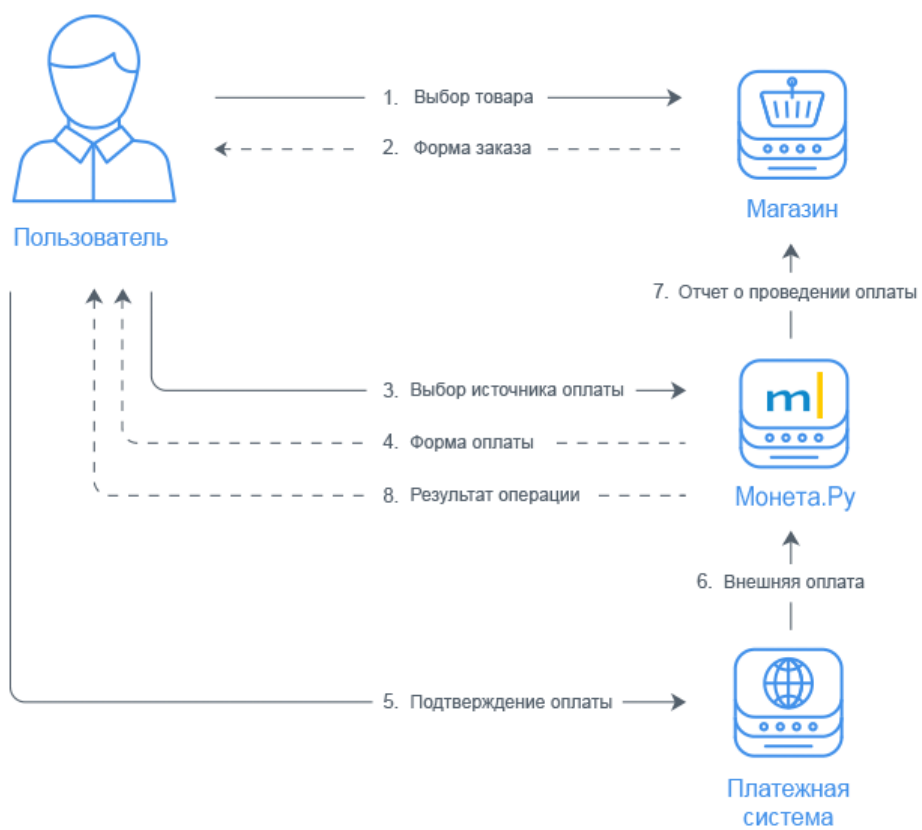 1. Выбор товара
2. Форма заказа
Магазин
Пользователь
7. Отчет о проведении оплаты
3. Выбор источника оплаты
m
4. Форма оплаты
8. Результат операции
Монета.Ру
6. Внешняя оплата
5. Подтверждение оплаты
Платежная
система